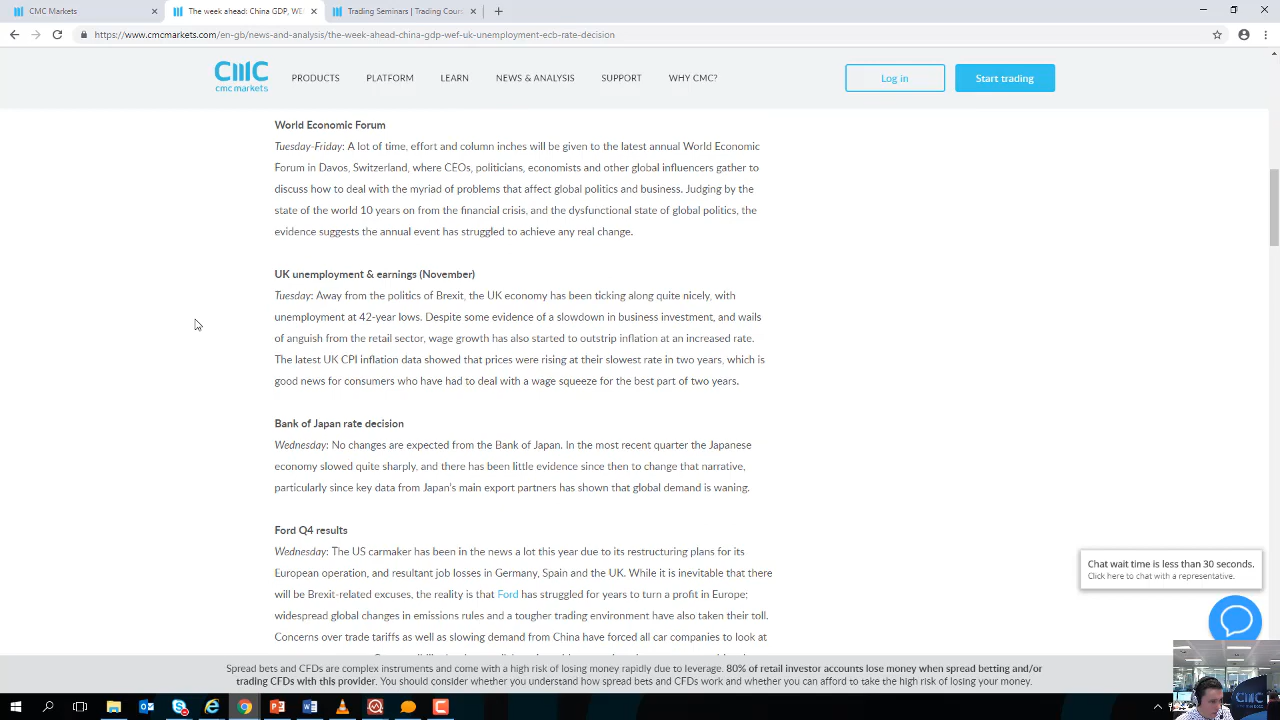 CMC Markets
The week ahead: China GDP, WE
Trading Seminars | Trading Cours
https://www.cmcmarkets.com/en-gb/news-and-analysis/the-week-ahead-china-gdp-wef-uk-unemployment-ecb-rate-decision
cmc
cmc markets
PRODUCTS PLATFORM LEARN NEWS & ANALYSIS SUPPORT WHY CMC?
Log in
Start trading
World Economic Forum
Tuesday-Friday: A lot of time, effort and column inches will be given to the latest annual World Economic
Forum in Davos, Switzerland, where CEOs, politicians, economists and other global influencers gather to
discuss how to deal with the myriad of problems that affect global politics and business. Judging by the
state of the world 10 years on from the financial crisis, and the dysfunctional state of global politics, the
evidence suggests the annual event has struggled to achieve any real change.
UK unemployment & earnings (November)
Tuesday: Away from the politics of Brexit, the UK economy has been ticking along quite nicely, with
unemployment at 42-year lows. Despite some evidence of a slowdown in business investment, and wails
of anguish from the retail sector, wage growth has also started to outstrip inflation at an increased rate.
The latest UK CPI inflation data showed that prices were rising at their slowest rate in two years, which is
good news for consumers who have had to deal with a wage squeeze for the best part of two years.
Bank of Japan rate decision
Wednesday: No changes are expected from the Bank of Japan. In the most recent quarter the Japanese
economy slowed quite sharply, and there has been little evidence since then to change that narrative,
particularly since key data from Japan's main export partners has shown that global demand is waning.
Ford Q4 results
Wednesday: The US carmaker has been in the news a lot this year due to its restructuring plans for its
European operation, and resultant job losses in Germany, Spain and the UK. While it is inevitable that there
will be Brexit-related excuses, the reality is that Ford has struggled for years to turn a profit in Europe;
widespread global changes in emissions rules and a tougher trading environment have also taken their toll.
Concerns over trade tariffs as well as slowing demand from China have forced all car companies to look at
Chat wait time is less than 30 seconds.
Click here to chat with a representative.
Spread bets and CFDs are complex instruments and come with a high risk of losing money rapidly due to leverage. 80% of retail investor accounts lose money when spread betting and/or
trading CFDs with this provider. You should consider whether you understand how spread bets and CFDs work and whether you can afford to take the high risk of losing your money.
CMC